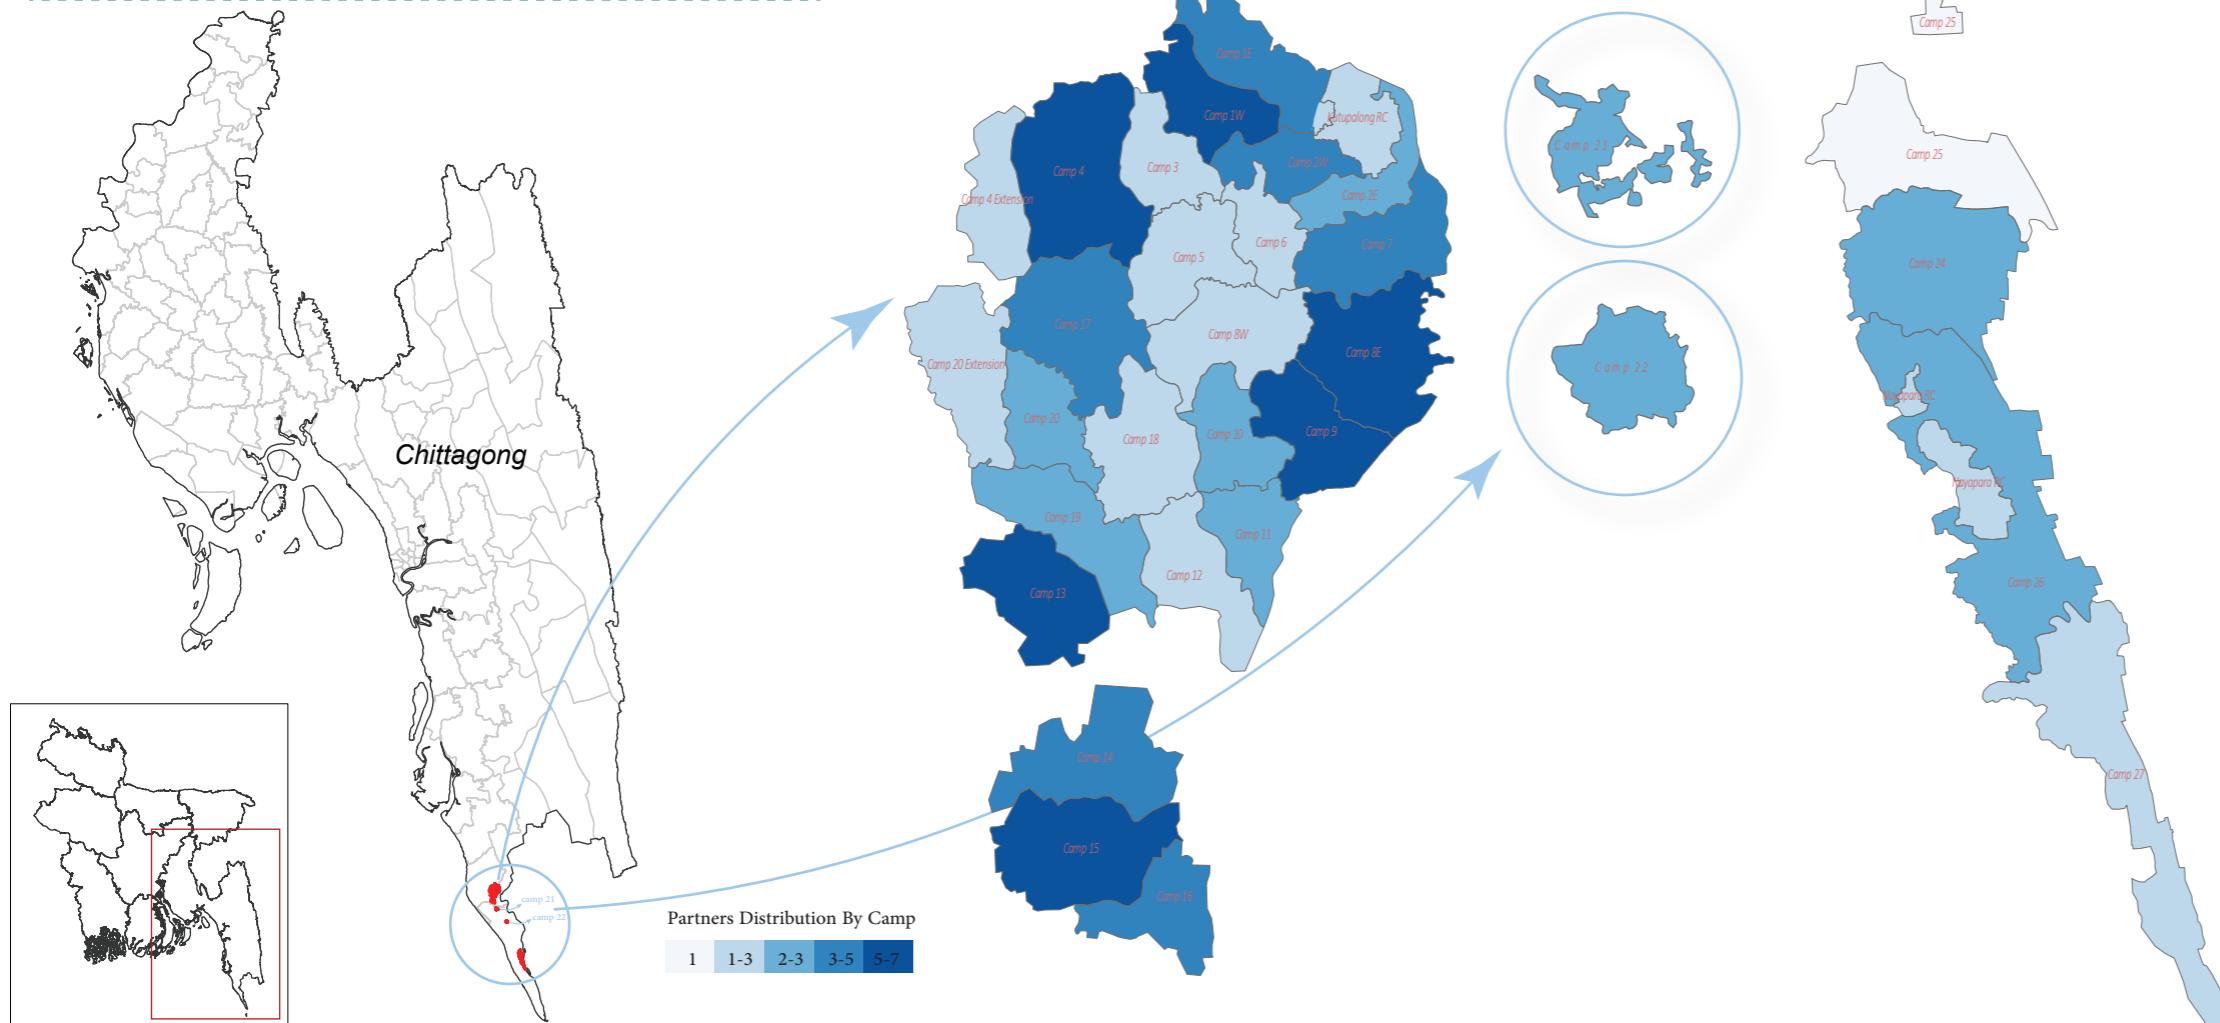 Camp 25
Camp 1E
Camp 1W
Kutupalong RC
Camp 21
Camp 4
Camp 3
Camp 2W
Camp 25
Camp 4 Extension
Camp 2E
Camp 6
Camp 7
Camp 5
Camp 24
Camp 17
Camp 8W
Camp 8E
Camp 20 Extension
Camp 22
Nayapara RC
Camp 20
Camp 18
Camp 10
Camp 9
Chittagong
Nayapara RC
Camp 19
Camp 11
Camp 12
Camp 26
Camp 13
Camp 14
Camp 27
Camp 15
Camp 16
camp 21
camp 22
Partners Distribution By Camp
1 1-3 2-3 3-5 5-7